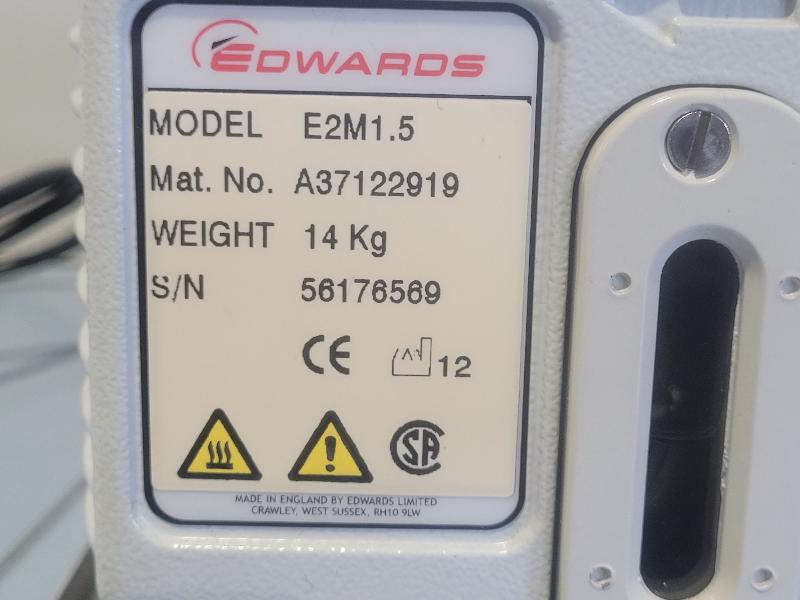 EDWARDS
MODEL E2M1.5
Mat. No. A37122919
WEIGHT 14 Kg
S/N 56176569
CE 12
SA
MADE IN ENGLAND BY EDWARDS LIMITED
CRAWLEY, WEST SUSSEX, RH10 9LW